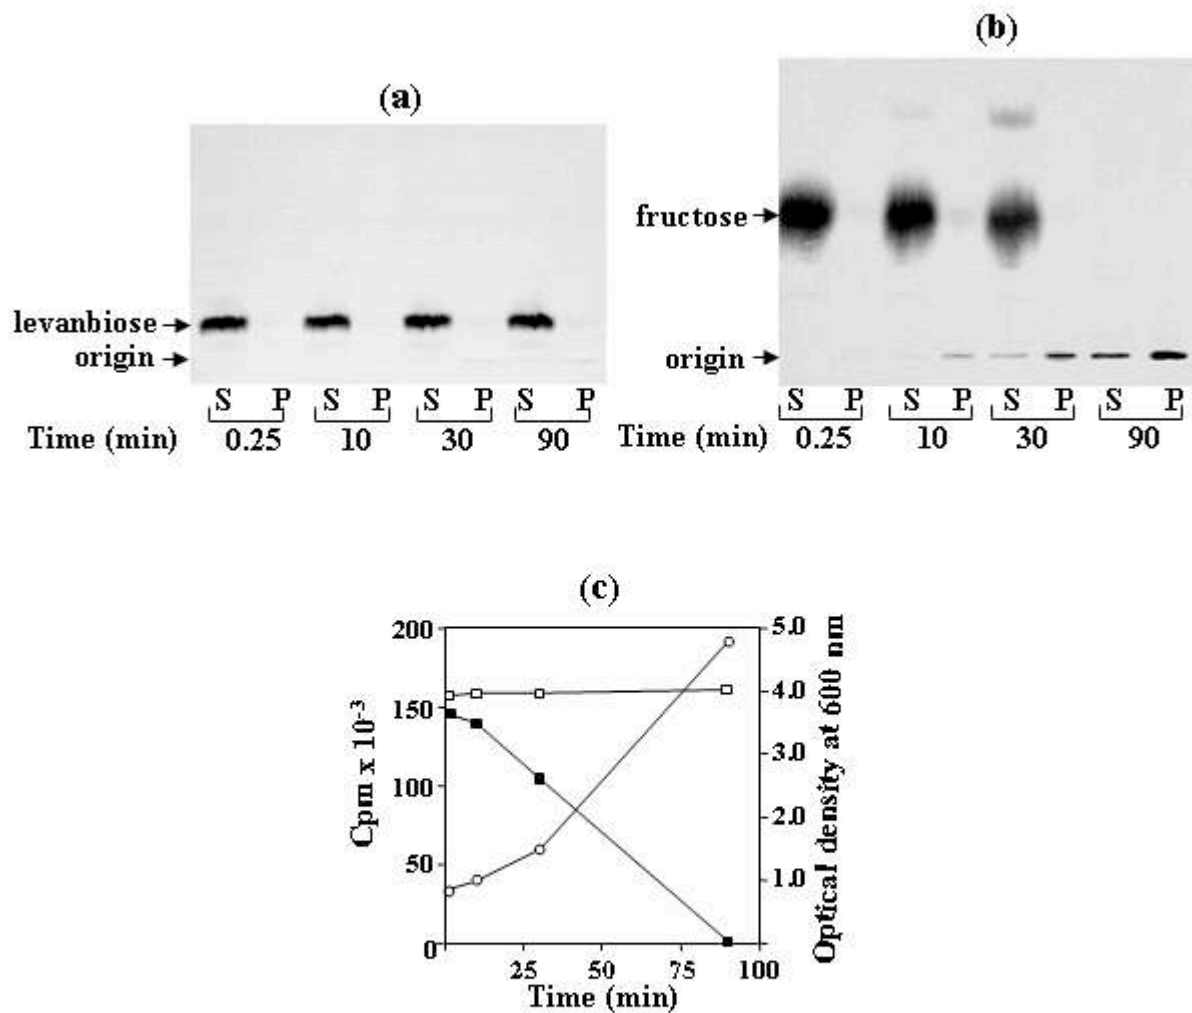 (a)
levanbiose
origin
S P S P S P S P
Time (min) 0.25 10 30 90
(b)
fructose
origin
S P S P S P S P
Time (min) 0.25 10 30 90
(c)
Cpm x 10⁻³
200
150
100
50
0
25 50 75 100
Time (min)
5.0
4.0
3.0
2.0
1.0
Optical density at 600 nm